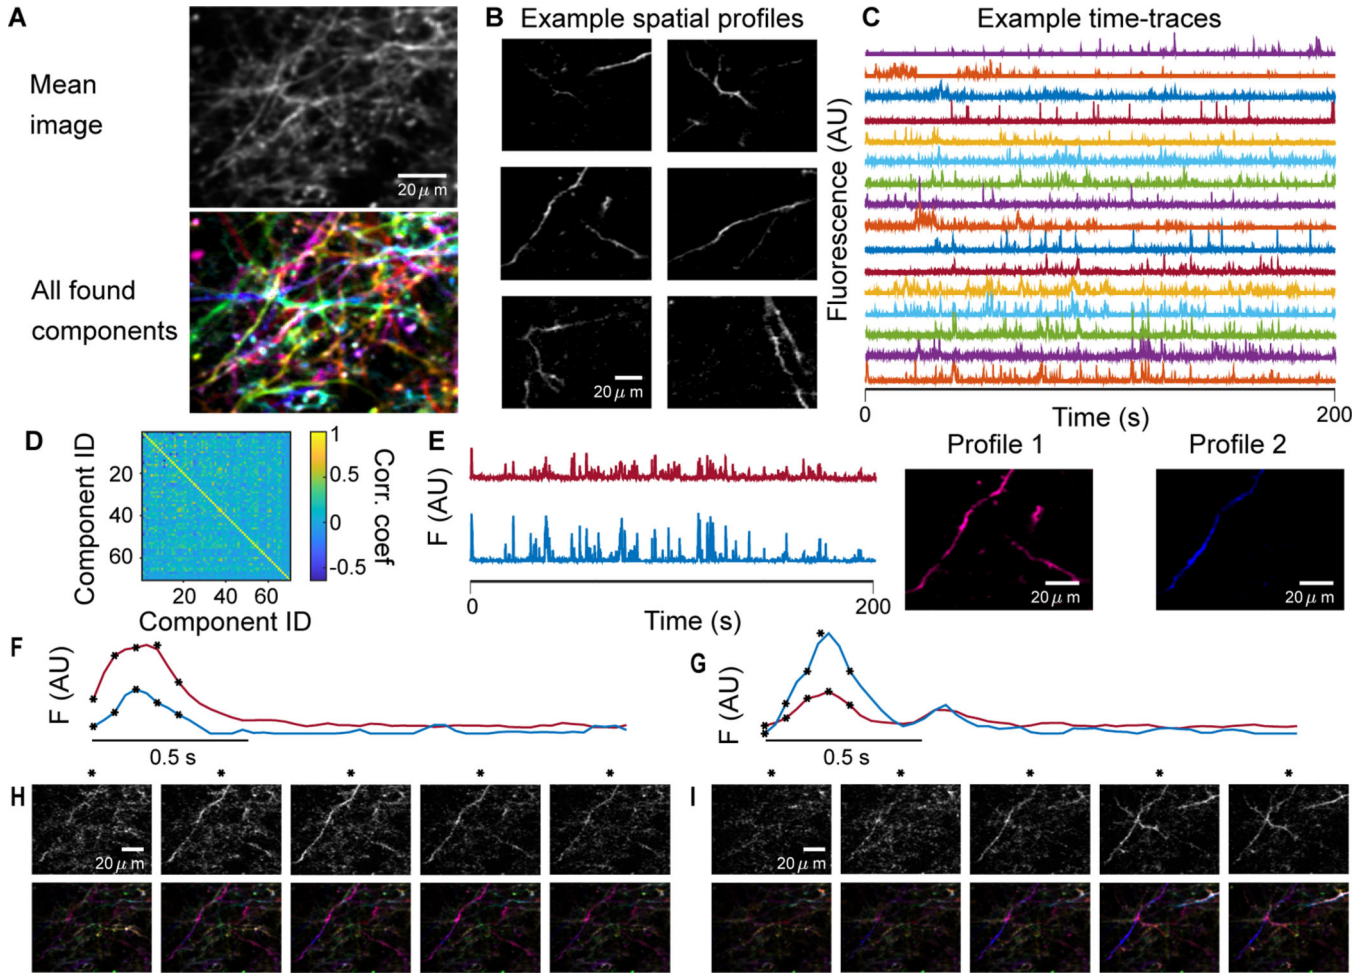 A
Mean
image
20 μ m
All found
components
B
Example spatial profiles
20 μ m
C
Example time-traces
Fluorescence (AU)
0
Time (s)
200
D
Component ID
20
40
60
20
40
60
Component ID
1
0.5
0
-0.5
Corr. coef
E
F (AU)
0
Time (s)
200
Profile 1
20 μ m
Profile 2
20 μ m
F
F (AU)
0.5 s
G
F (AU)
0.5 s
* * * * *
H
20 μ m
* * * * *
I
20 μ m